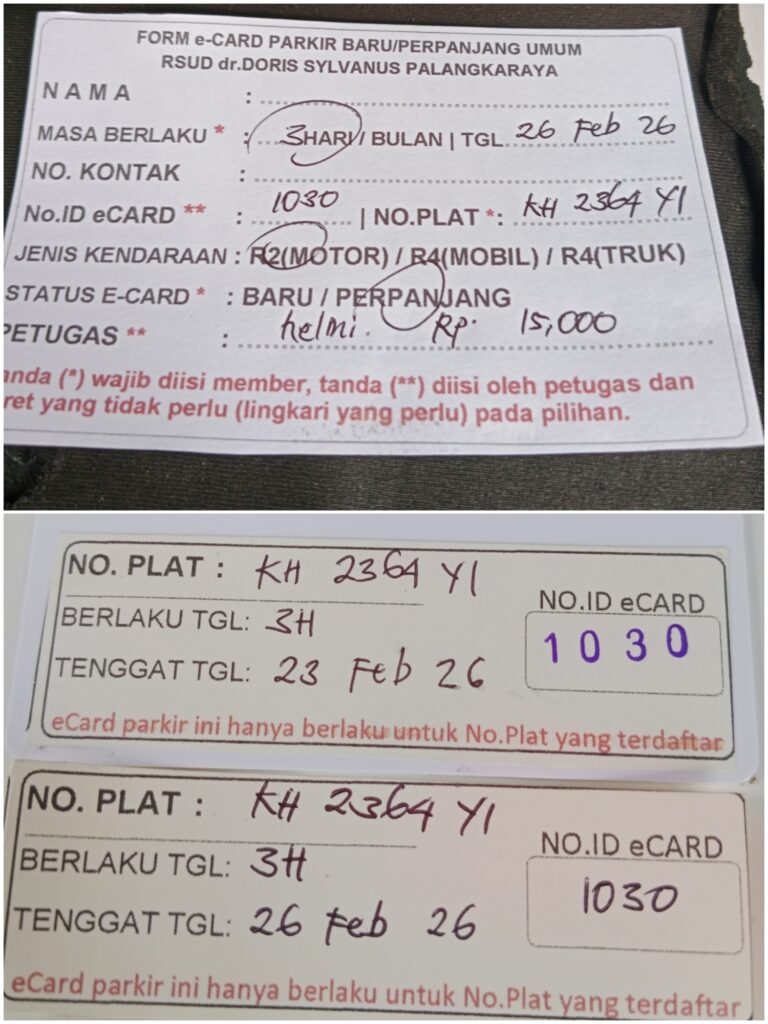 FORM e-CARD PARKIR BARU/PERPANJANG UMUM
RSUD dr.DORIS SYLVANUS PALANGKARAYA
N A M A :
MASA BERLAKU * : 3HARI / BULAN | TGL 26 Feb 26
NO. KONTAK :
No.ID eCARD ** : 1030 | NO.PLAT *: KH 2364 YI
JENIS KENDARAAN : R2(MOTOR) / R4(MOBIL) / R4(TRUK)
STATUS E-CARD * : BARU / PERPANJANG
PETUGAS ** : helmi. Rp. 15,000
anda (*) wajib diisi member, tanda (**) diisi oleh petugas dan
ret yang tidak perlu (lingkari yang perlu) pada pilihan.
NO. PLAT : KH 2364 YI
BERLAKU TGL: 3H
NO.ID eCARD
1030
TENGGAT TGL: 23 Feb 26
eCard parkir ini hanya berlaku untuk No.Plat yang terdaftar
NO. PLAT : KH 2364 YI
BERLAKU TGL: 3H
NO.ID eCARD
1030
TENGGAT TGL: 26 Feb 26
eCard parkir ini hanya berlaku untuk No.Plat yang terdaftar